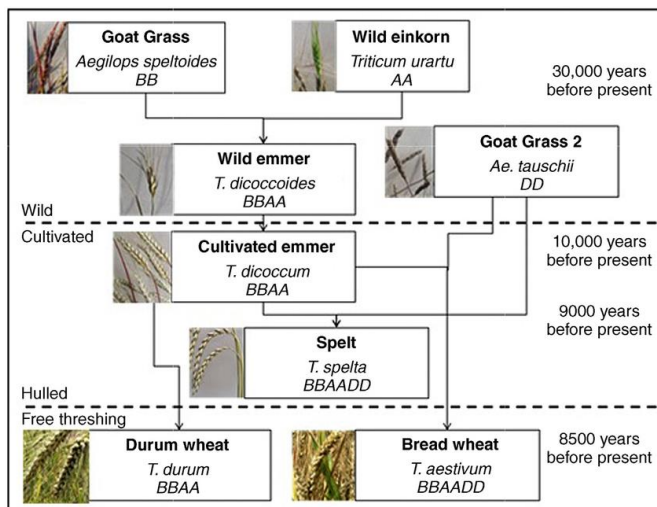 Goat Grass
Aegilops speltoides
BB
Wild einkorn
Triticum urartu
AA
30,000 years
before present
Goat Grass 2
Ae. tauschii
DD
Wild emmer
T. dicoccoides
BBAA
Wild
Cultivated
Cultivated emmer
T. dicoccum
BBAA
10,000 years
before present
9000 years
before present
Spelt
T. spelta
BBAADD
Hulled
Free threshing
Durum wheat
T. durum
BBAA
Bread wheat
T. aestivum
BBAADD
8500 years
before present